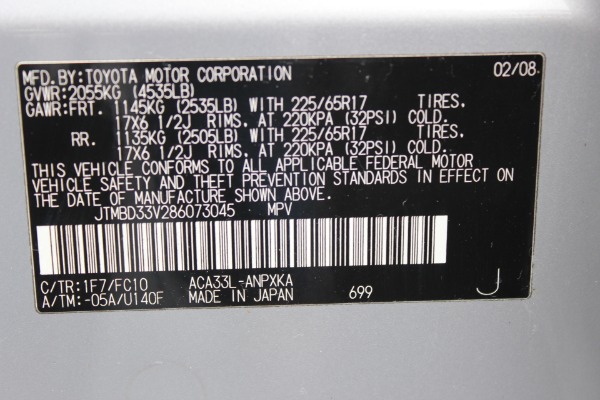 MFD.BY:TOYOTA MOTOR CORPORATION 02/08
GVWR:2055KG (4535LB)
GAWR:FRT. 1145KG (2535LB) WITH 225/65R17 TIRES.
17X6 1/2J RIMS. AT 220KPA (32PSI) COLD.
RR. 1135KG (2505LB) WITH 225/65R17 TIRES.
17X6 1/2J RIMS. AT 220KPA (32PSI) COLD.
THIS VEHICLE CONFORMS TO ALL APPLICABLE FEDERAL MOTOR
VEHICLE SAFETY AND THEFT PREVENTION STANDARDS IN EFFECT ON
THE DATE OF MANUFACTURE SHOWN ABOVE.
JTMBD33V286073045 MPV
C/TR:1F7/FC10 ACA33L-ANPXKA
A/TM:-05A/U140F MADE IN JAPAN 699 J